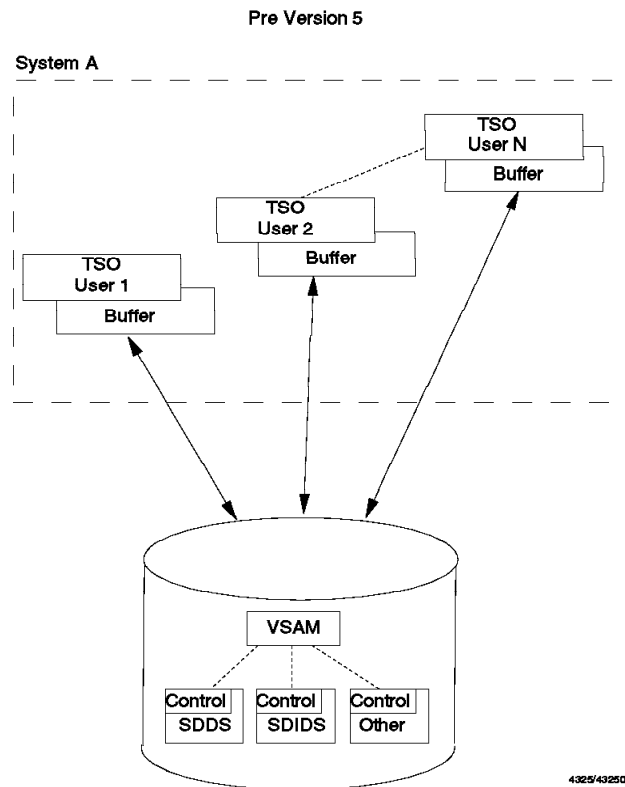 Pre Version 5
System A
TSO
User N
Buffer
TSO
User 2
Buffer
TSO
User 1
Buffer
VSAM
Control
SDDS
Control
SDIDS
Control
Other
4325/43250